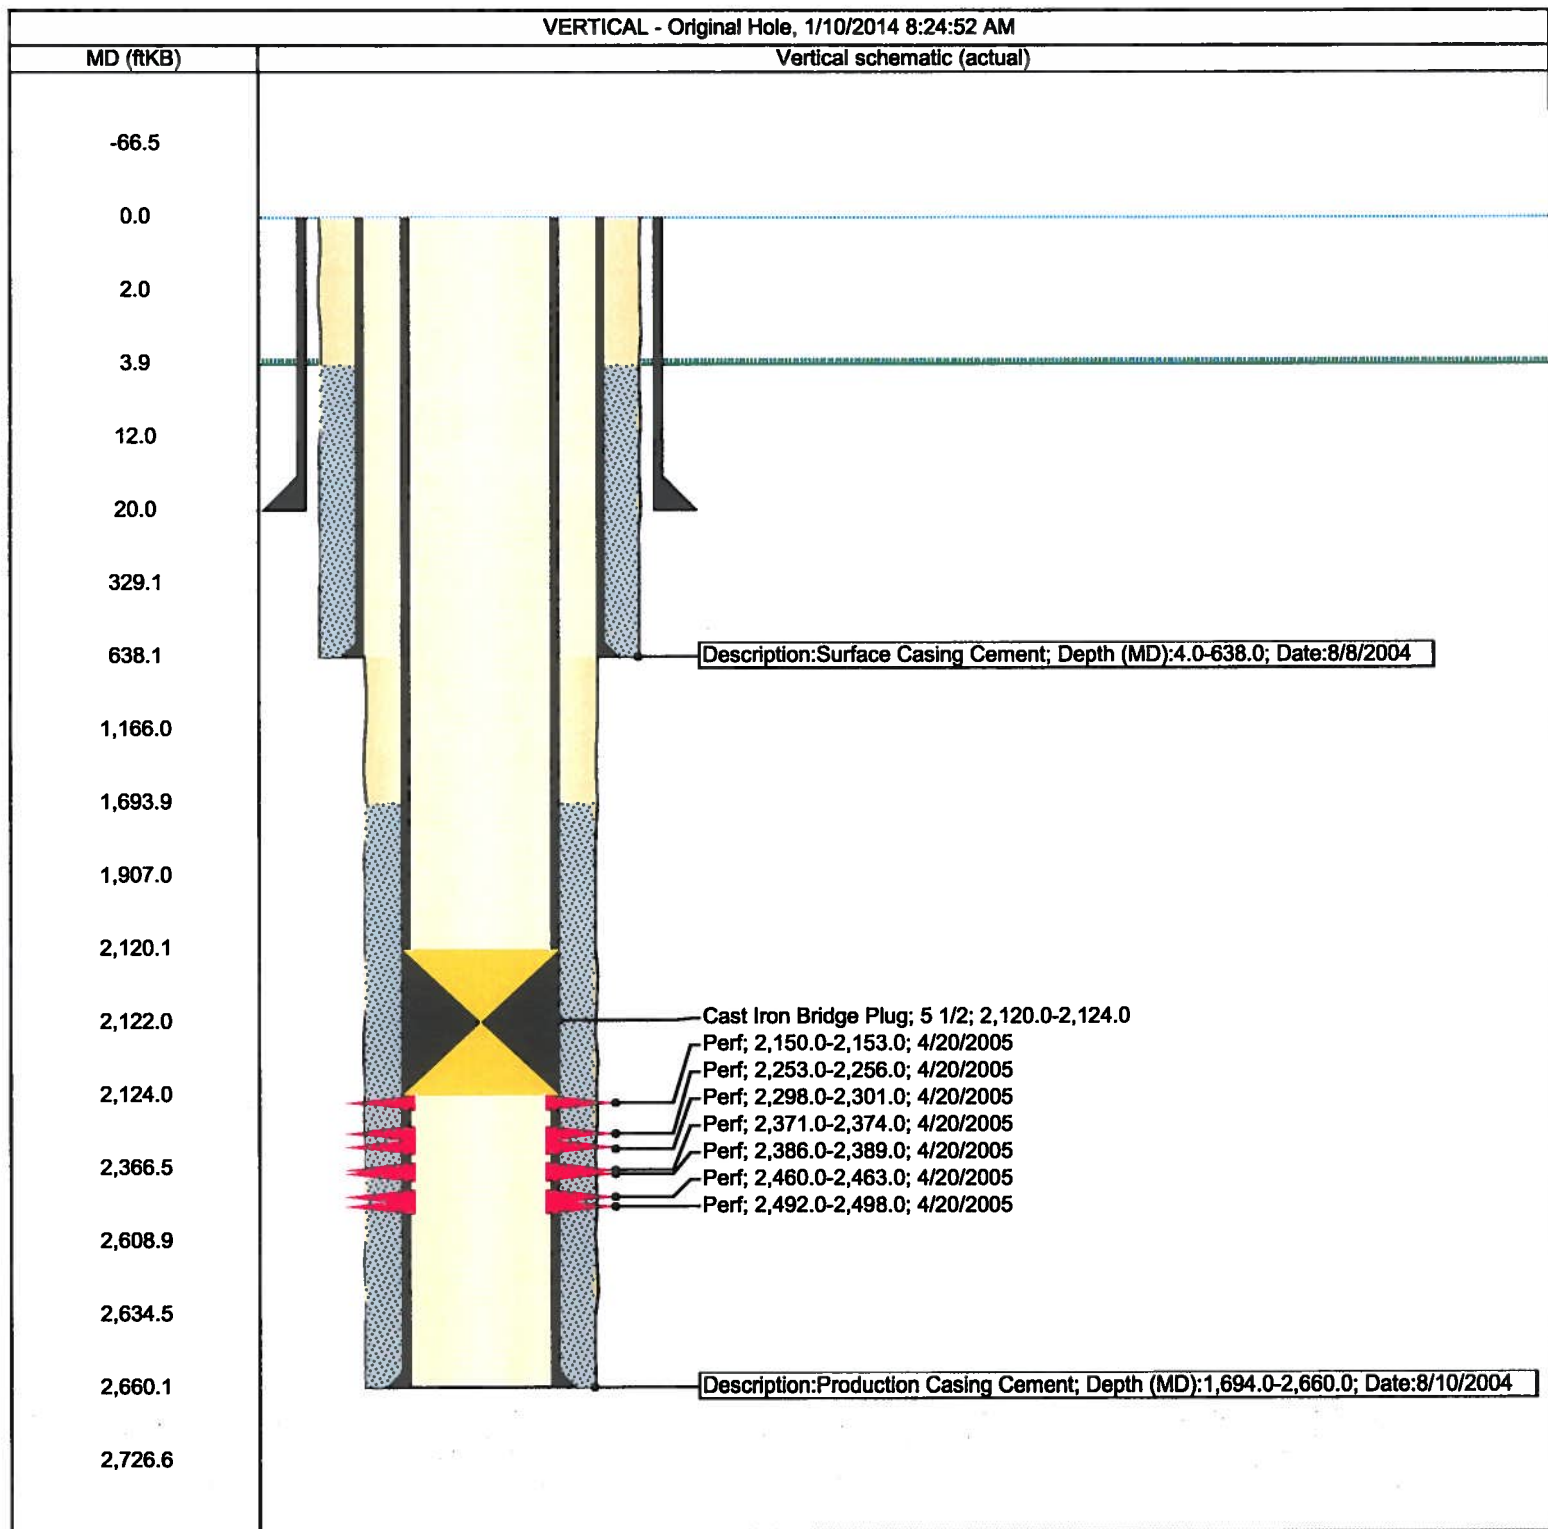 VERTICAL - Original Hole, 1/10/2014 8:24:52 AM
MD (ftKB)
Vertical schematic (actual)
-66.5
0.0
2.0
3.9
12.0
20.0
329.1
638.1
Description:Surface Casing Cement; Depth (MD):4.0-638.0; Date:8/8/2004
1,166.0
1,693.9
1,907.0
2,120.1
2,122.0
Cast Iron Bridge Plug; 5 1/2; 2,120.0-2,124.0
Perf; 2,150.0-2,153.0; 4/20/2005
Perf; 2,253.0-2,256.0; 4/20/2005
2,124.0
Perf; 2,298.0-2,301.0; 4/20/2005
Perf; 2,371.0-2,374.0; 4/20/2005
Perf; 2,386.0-2,389.0; 4/20/2005
2,366.5
Perf; 2,460.0-2,463.0; 4/20/2005
Perf; 2,492.0-2,498.0; 4/20/2005
2,608.9
2,634.5
2,660.1
Description:Production Casing Cement; Depth (MD):1,694.0-2,660.0; Date:8/10/2004
2,726.6